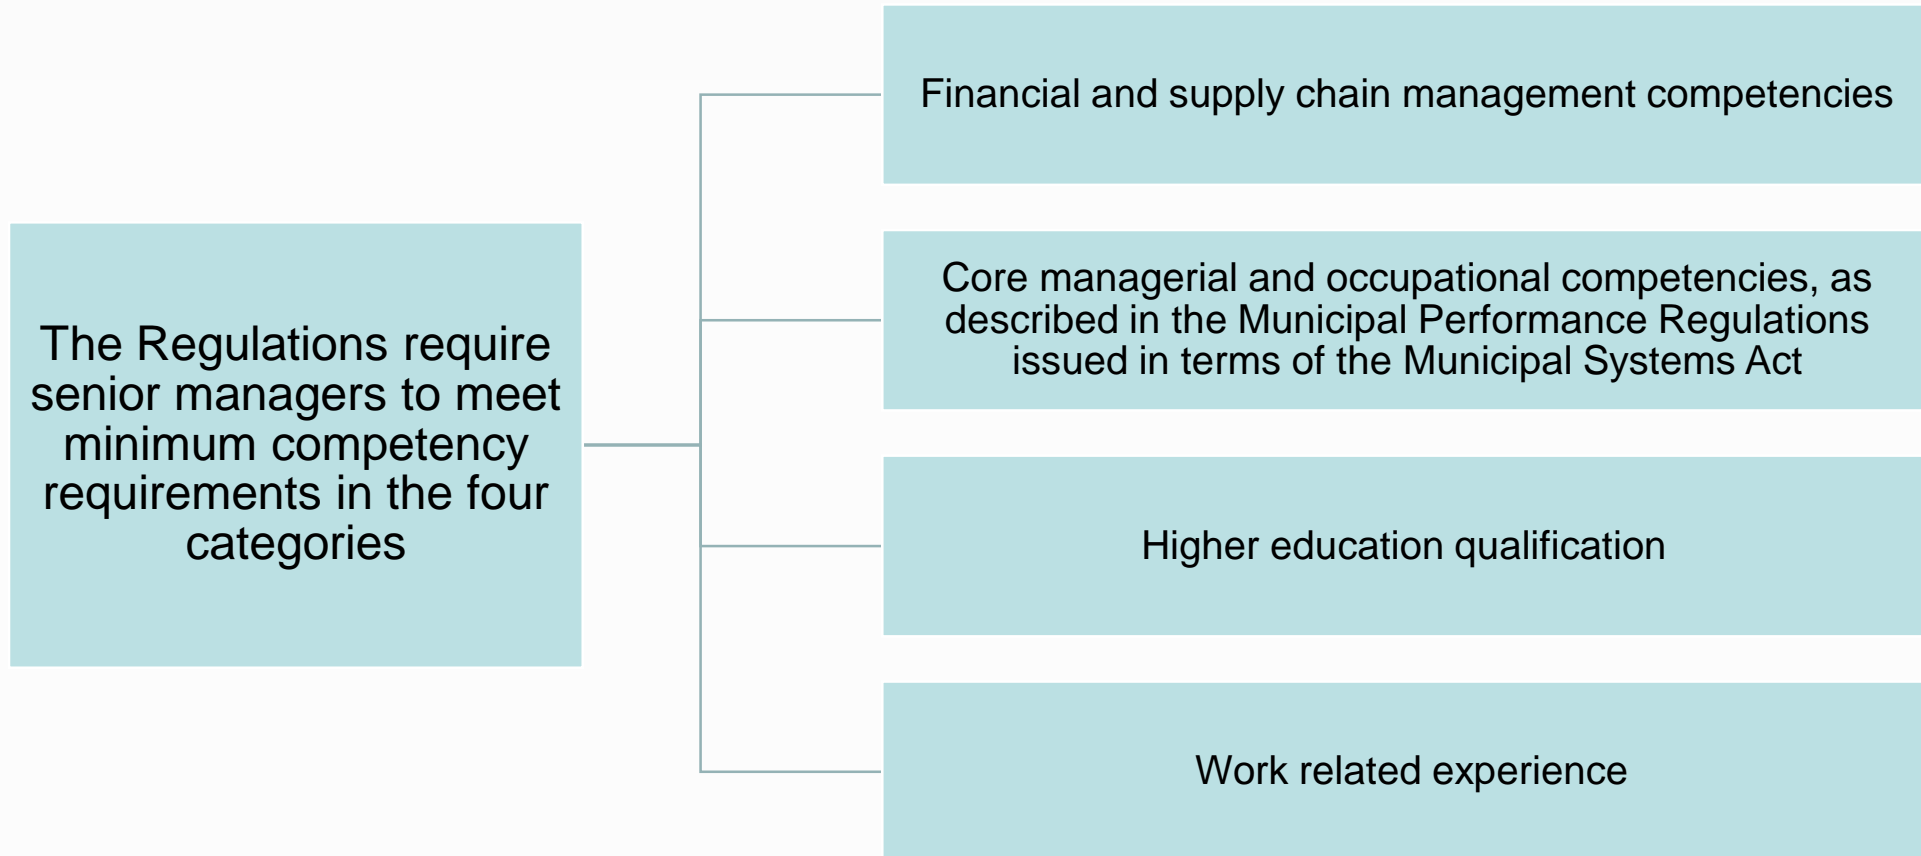 The Regulations require
senior managers to meet
minimum competency
requirements in the four
categories
Financial and supply chain management competencies
Core managerial and occupational competencies, as
described in the Municipal Performance Regulations
issued in terms of the Municipal Systems Act
Higher education qualification
Work related experience